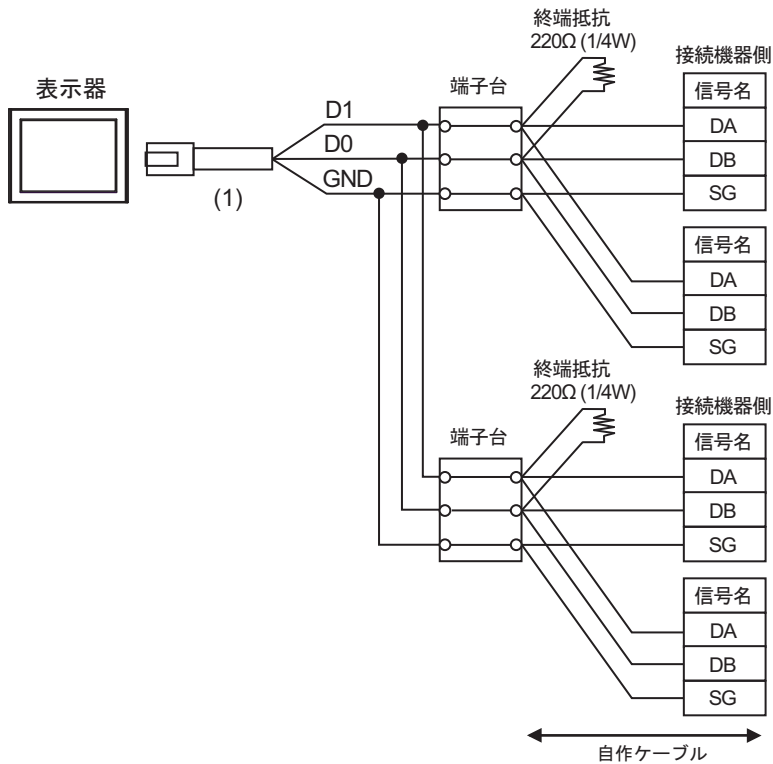 表示器
(1)
D1
D0
GND
端子台
終端抵抗
220Ω (1/4W)
接続機器側
信号名
DA
DB
SG
信号名
DA
DB
SG
端子台
終端抵抗
220Ω (1/4W)
接続機器側
信号名
DA
DB
SG
信号名
DA
DB
SG
自作ケーブル